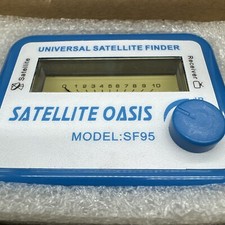 UNIVERSAL SATELLITE FINDER
Satellite
Receiver
0 1 2 3 4 5 6 7 8 9 10
SATELLITE OASIS
MODEL:SF95